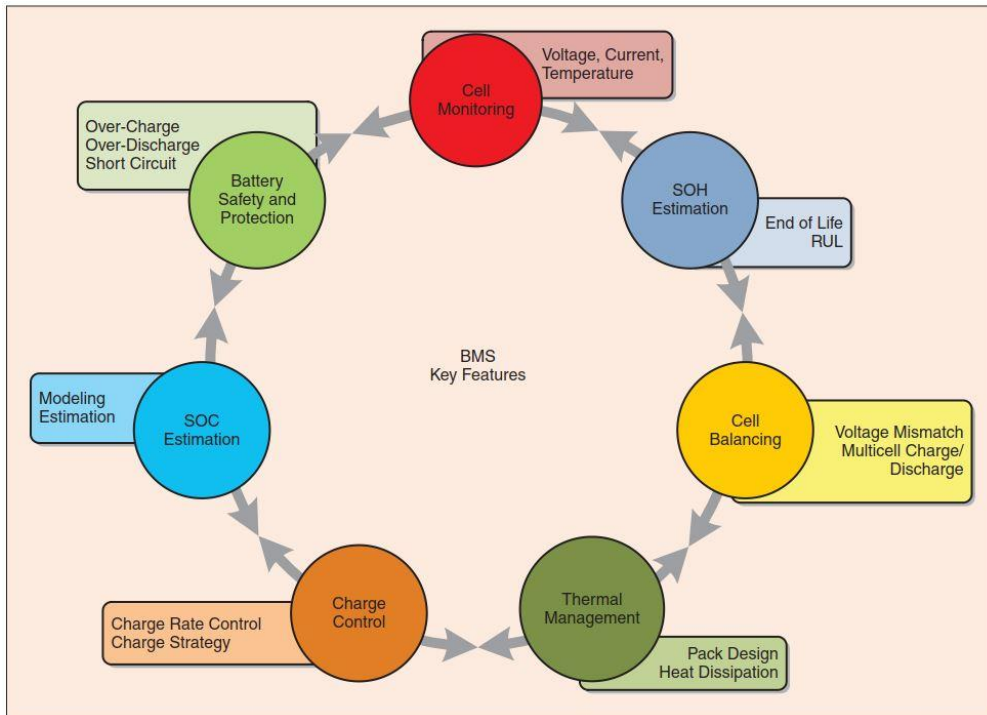 Cell
Monitoring
Voltage, Current,
Temperature
SOH
Estimation
End of Life
RUL
Cell
Balancing
Voltage Mismatch
Multicell Charge/
Discharge
Thermal
Management
Pack Design
Heat Dissipation
Charge
Control
Charge Rate Control
Charge Strategy
SOC
Estimation
Modeling
Estimation
Battery
Safety and
Protection
Over-Charge
Over-Discharge
Short Circuit
BMS
Key Features